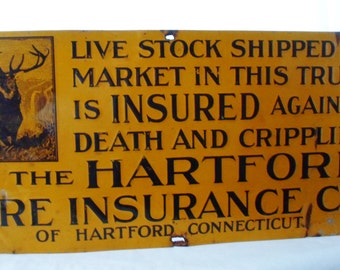 LIVE STOCK SHIPPED
MARKET IN THIS TRU
IS INSURED AGAIN
DEATH AND CRIPPLI
THE HARTFOR
RE INSURANCE C
OF HARTFORD CONNECTICUT